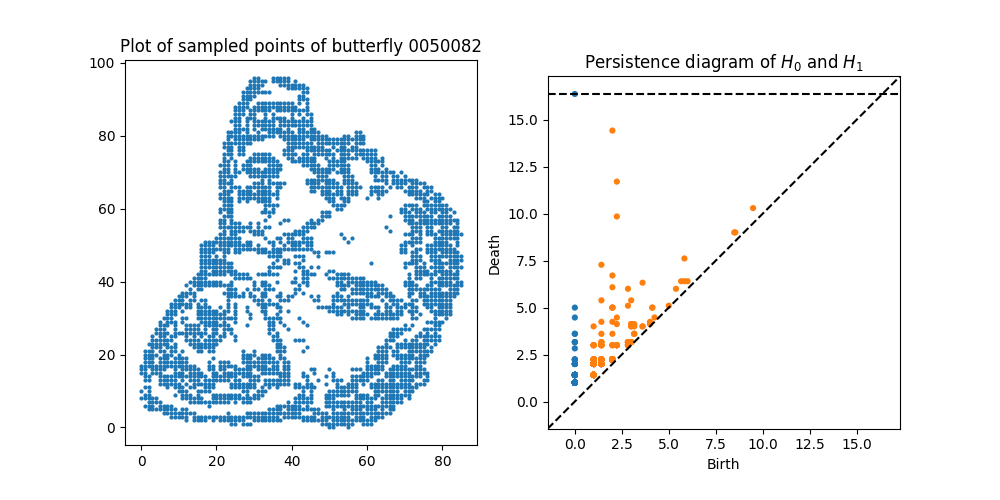 Plot of sampled points of butterfly 0050082
100
80
60
40
20
0
0 20 40 60 80
Persistence diagram of H₀ and H₁
15.0
12.5
10.0
7.5
5.0
2.5
0.0
Death
0.0 2.5 5.0 7.5 10.0 12.5 15.0
Birth